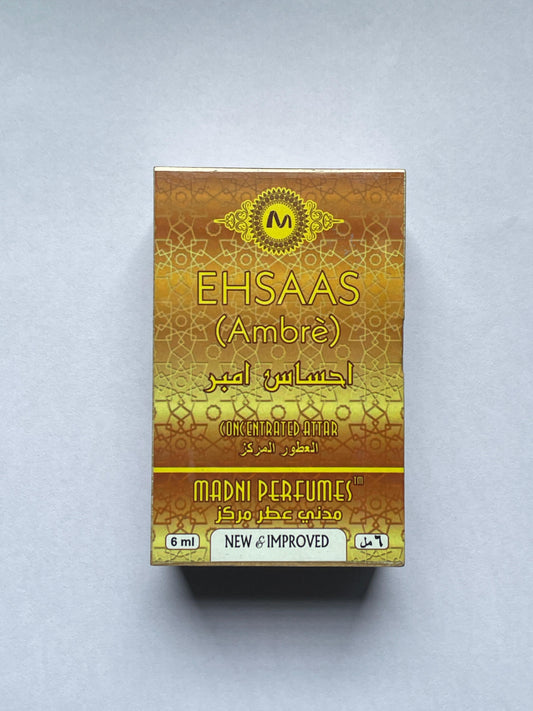 M
EHSAAS
(Ambrè)
احساس امبر
CONCENTRATED ATTAR
العطور المركز
MADNI PERFUMES™
مدني عطر مركز
6 ml
NEW & IMPROVED
٦ مل